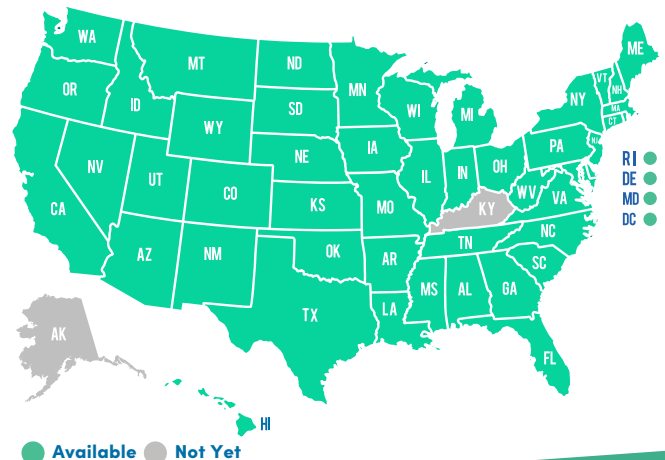 WA
MT
ND
MN
ME
OR
ID
SD
WI
MI
NY
VT
NH
MA
CT
WY
NE
IA
PA
NJ
NV
UT
CO
IL
IN
OH
RI
DE
MD
DC
CA
KS
MO
KY
WV
VA
AZ
NM
OK
AR
TN
NC
SC
TX
LA
MS
AL
GA
FL
AK
HI
Available
Not Yet